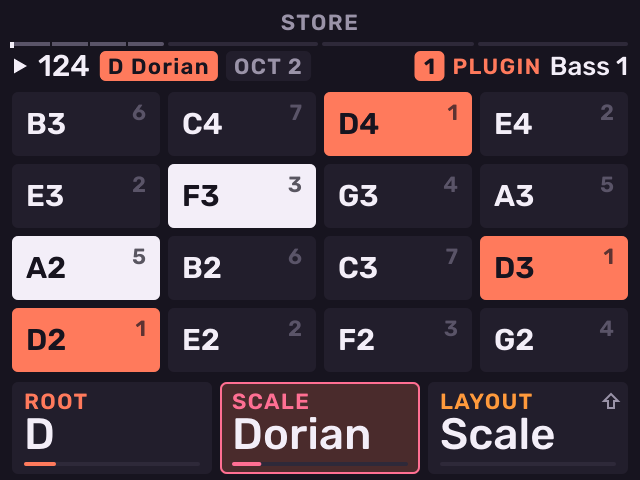 STORE
124 D Dorian OCT 2 1 PLUGIN Bass 1
B3 6 C4 7 D4 1 E4 2
E3 2 F3 3 G3 4 A3 5
A2 5 B2 6 C3 7 D3 1
D2 1 E2 2 F2 3 G2 4
ROOT SCALE LAYOUT
D Dorian Scale